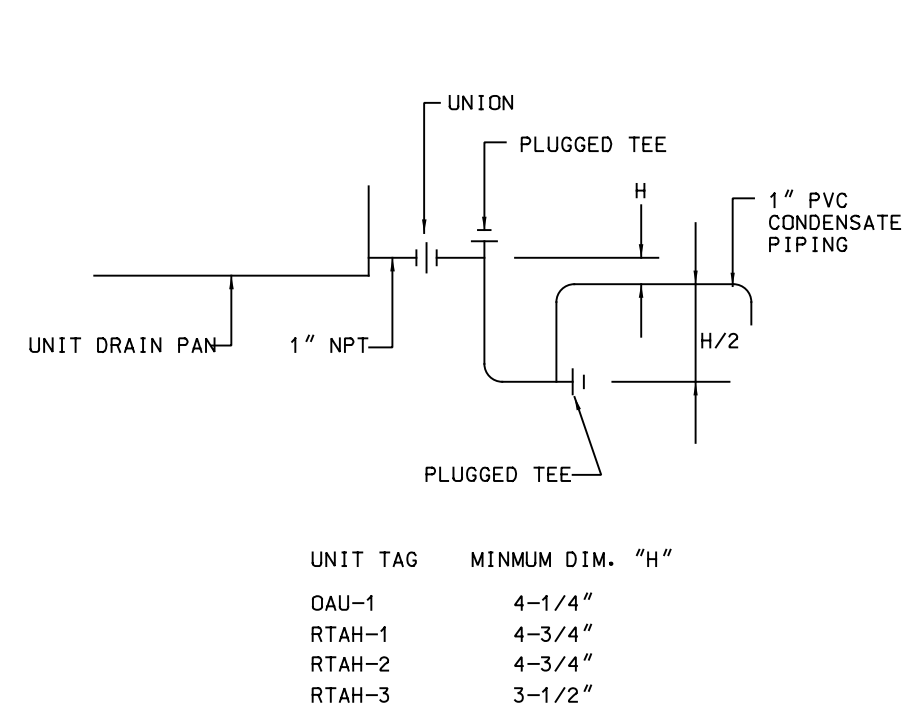 UNION
PLUGGED TEE
H
1" PVC
CONDENSATE
PIPING
UNIT DRAIN PAN
1" NPT
H/2
PLUGGED TEE
UNIT TAG MINMUM DIM. "H"
OAU-1 4-1/4"
RTAH-1 4-3/4"
RTAH-2 4-3/4"
RTAH-3 3-1/2"